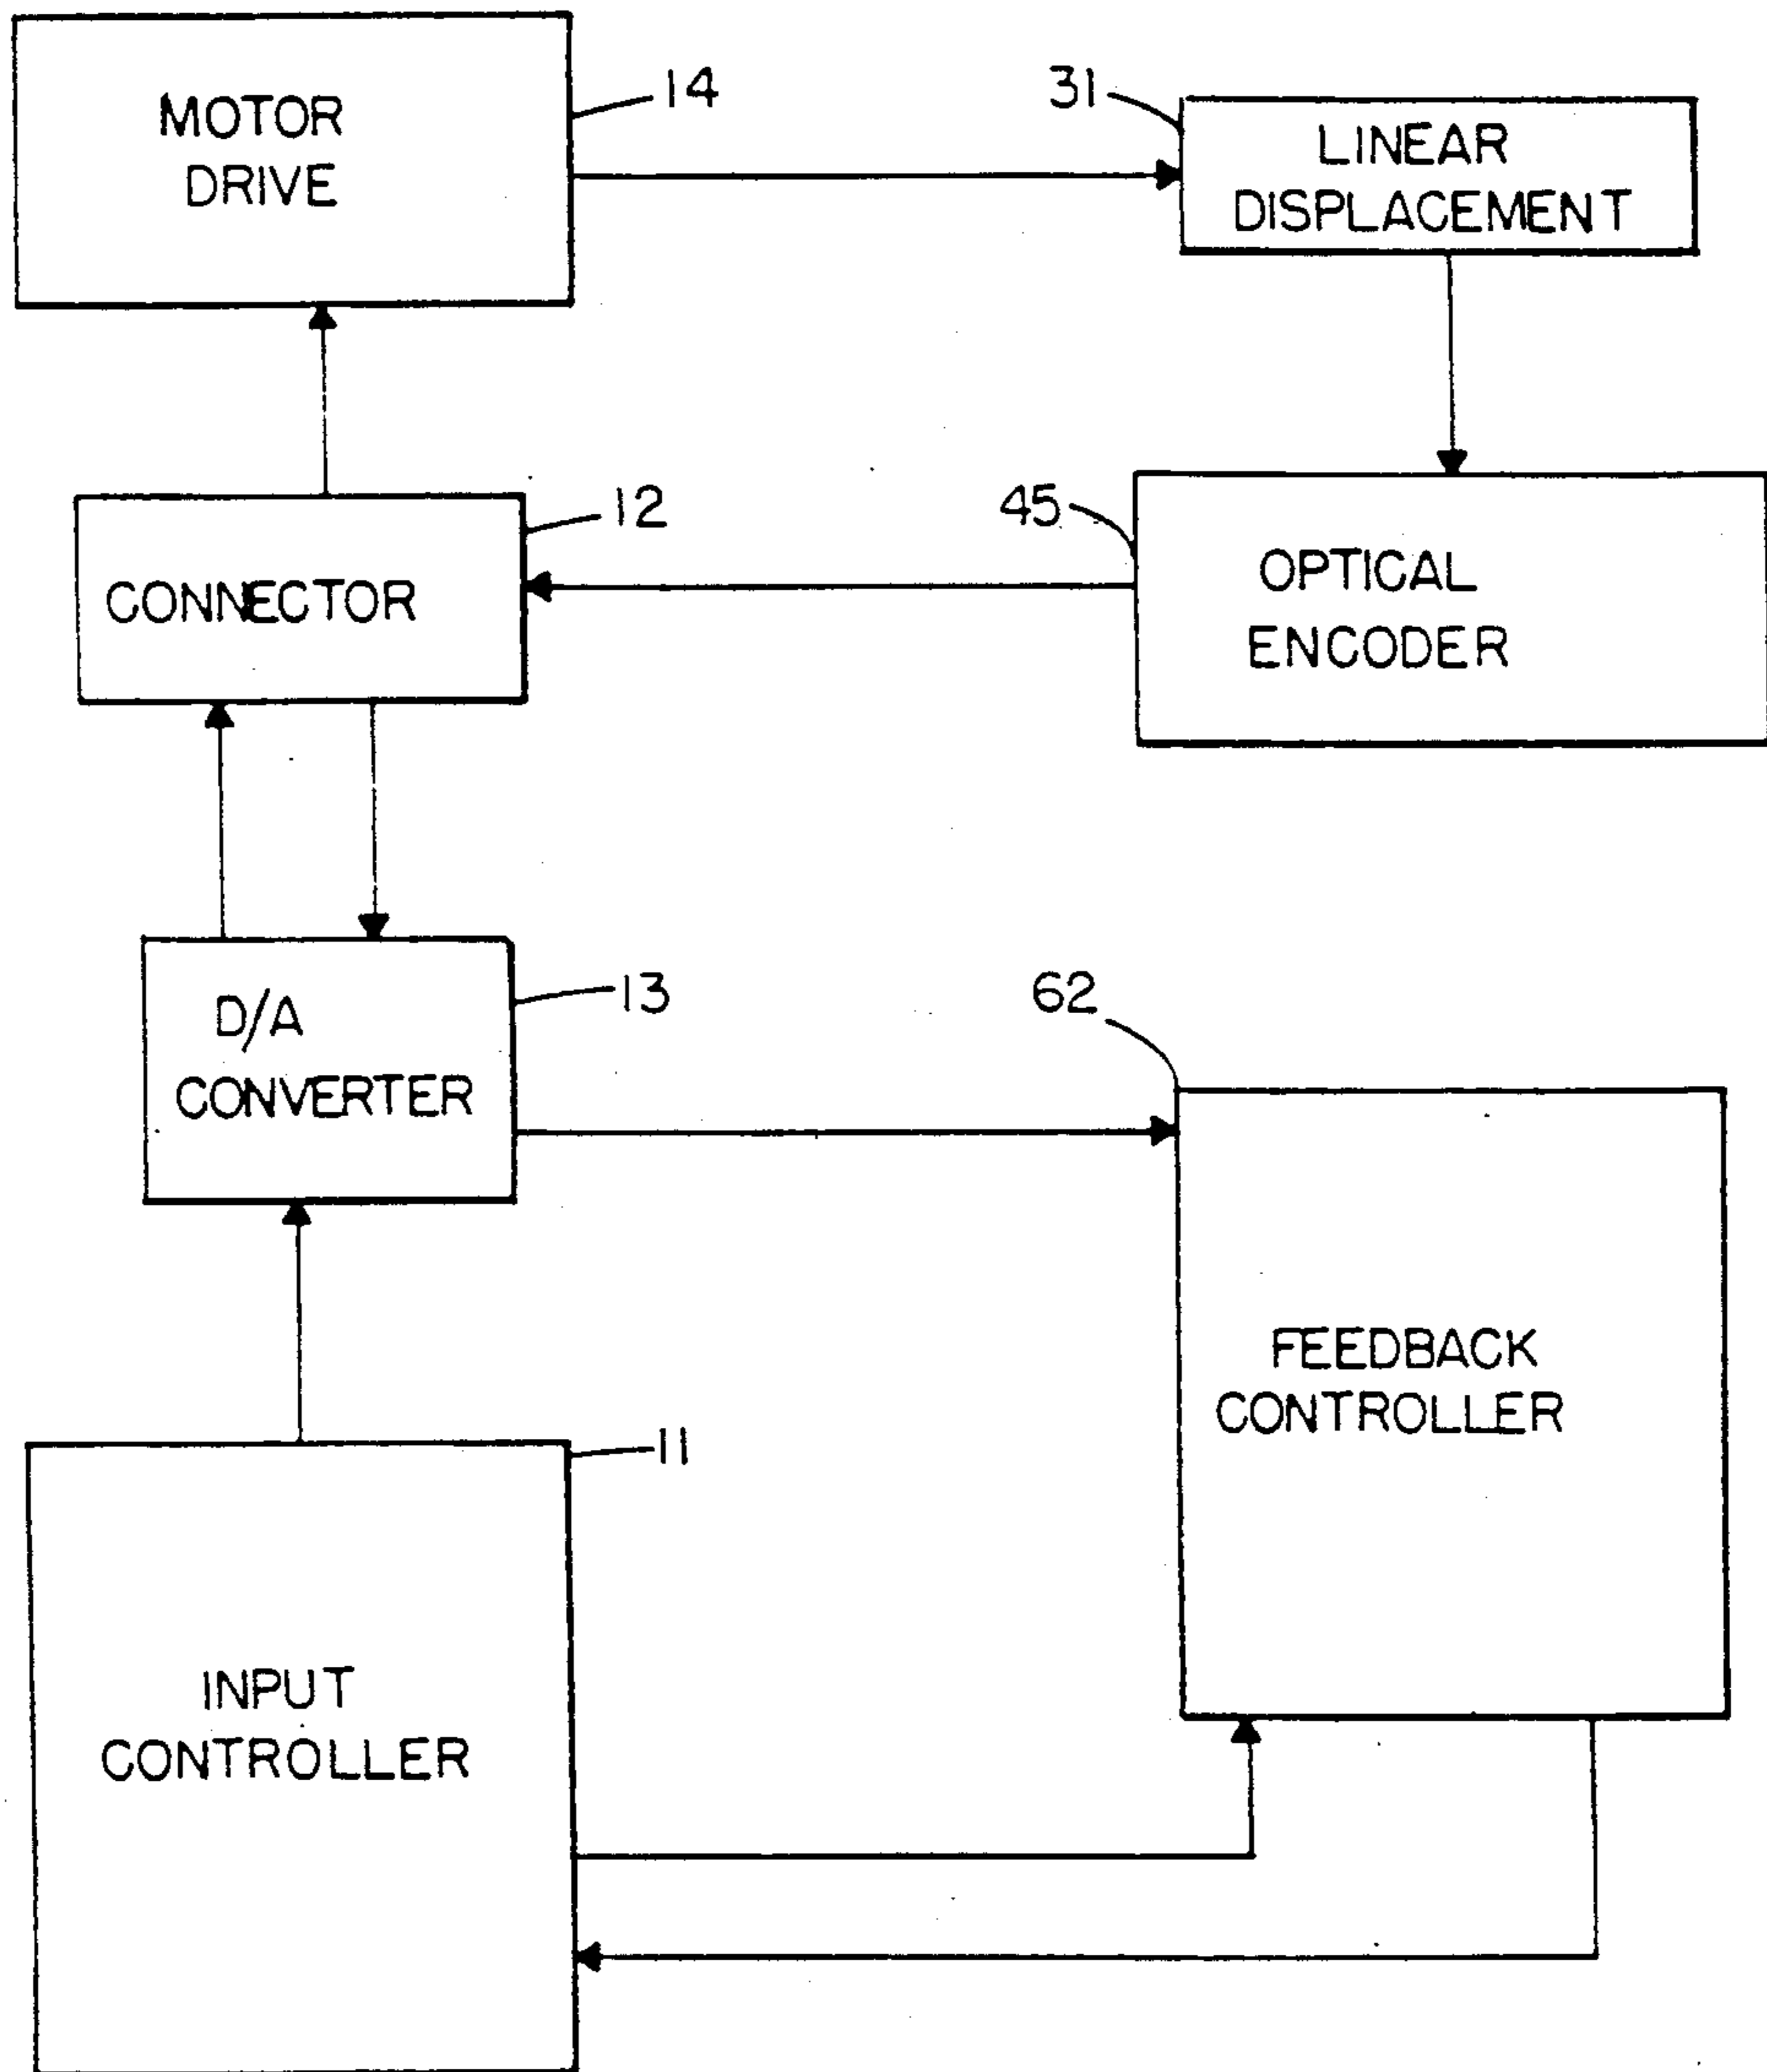 MOTOR
DRIVE
14
31
LINEAR
DISPLACEMENT
CONNECTOR
12
45
OPTICAL
ENCODER
D/A
CONVERTER
13
62
FEEDBACK
CONTROLLER
11
INPUT
CONTROLLER